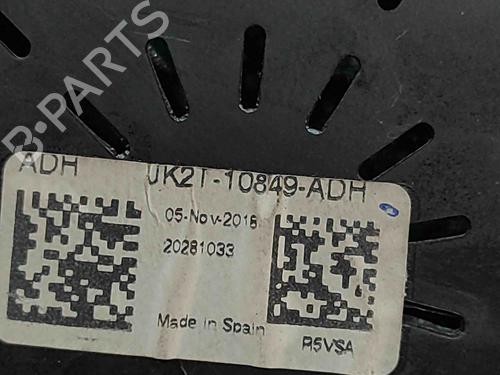 B-PARTS
ADH JK2T-10849-ADH
05-Nov-2018
20281033
Made in Spain
R5VSA